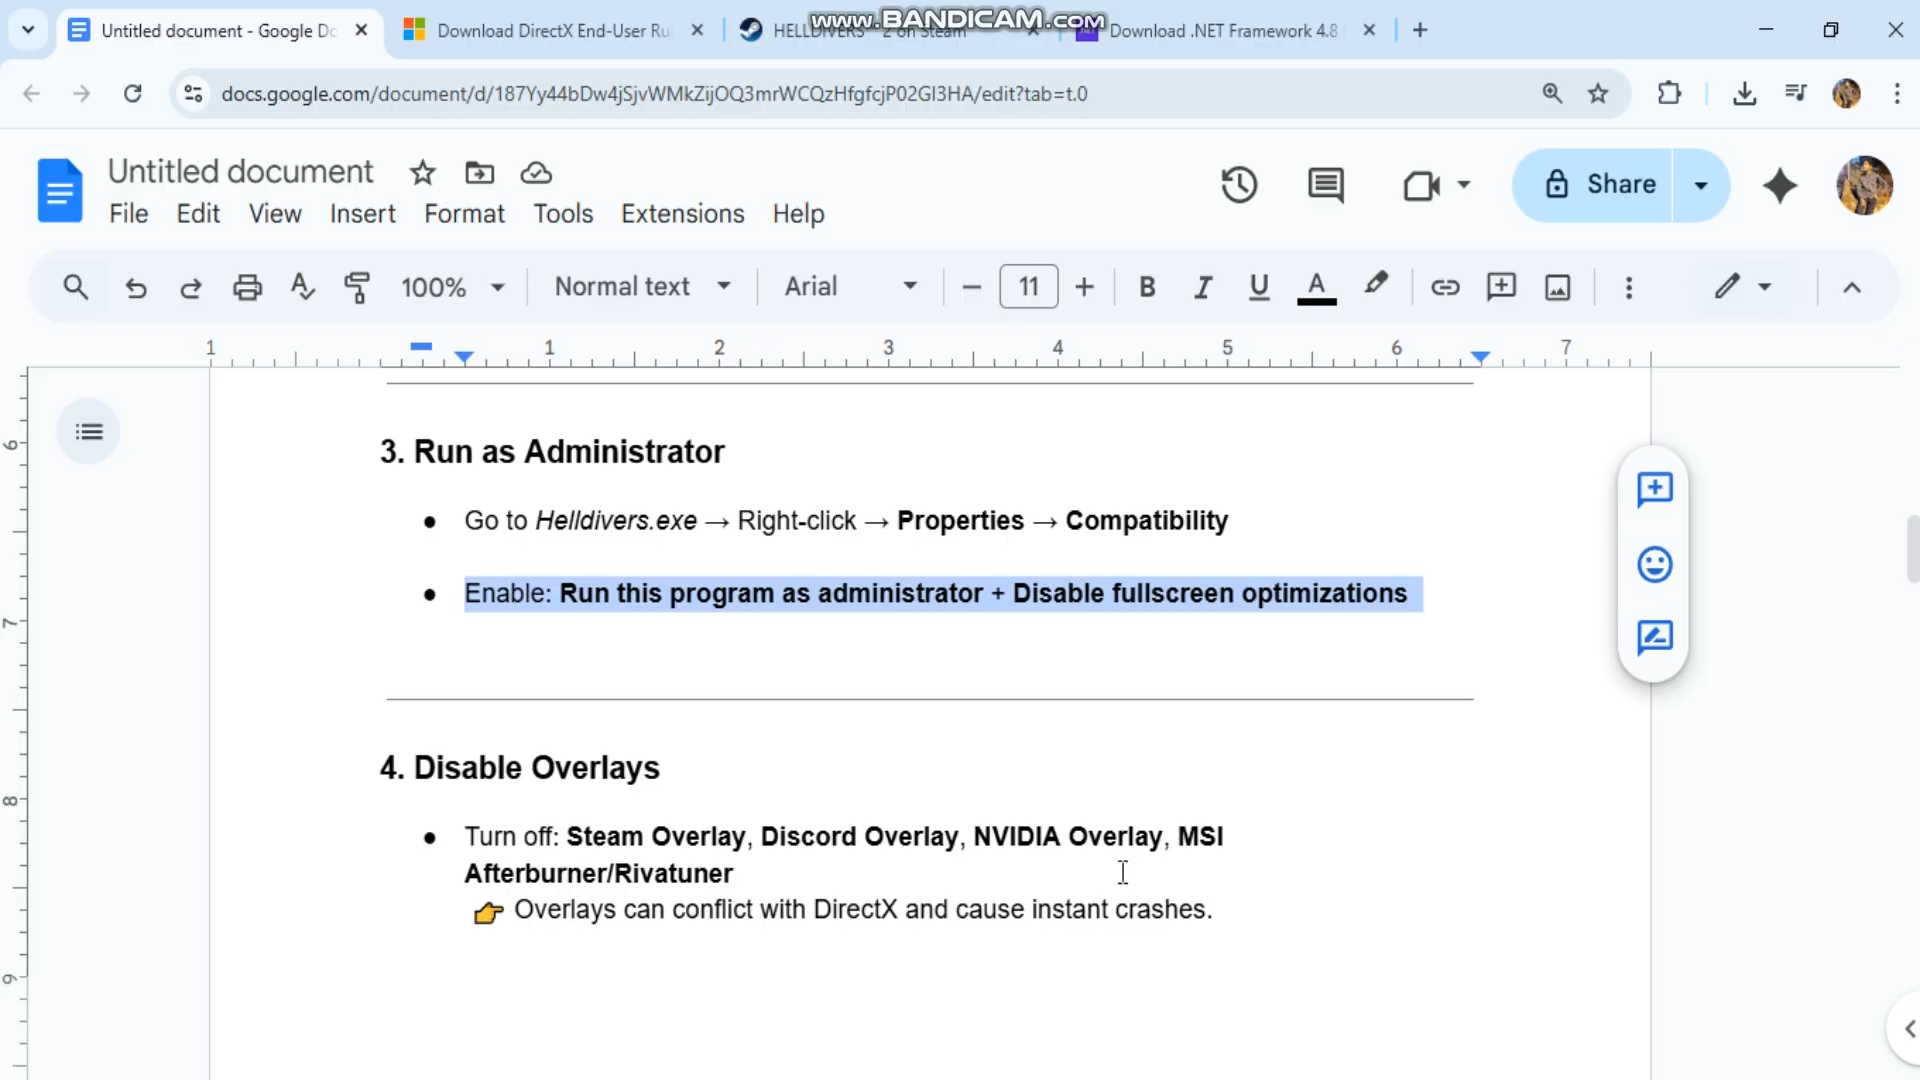 www.BANDICAM.com
Untitled document - Google Do
Download DirectX End-User Ru
HELLDIVERS™ 2 on Steam
Download .NET Framework 4.8
docs.google.com/document/d/187Yy44bDw4jSjvWMkZijOQ3mrWCQzHfgfcjP02GI3HA/edit?tab=t.0
Untitled document
File Edit View Insert Format Tools Extensions Help
Share
100% Normal text Arial 11 B I U A
1 1 2 3 4 5 6 7
6
7
8
9
3. Run as Administrator
● Go to Helldivers.exe → Right-click → Properties → Compatibility
● Enable: Run this program as administrator + Disable fullscreen optimizations
4. Disable Overlays
● Turn off: Steam Overlay, Discord Overlay, NVIDIA Overlay, MSI
Afterburner/Rivatuner
👉 Overlays can conflict with DirectX and cause instant crashes.